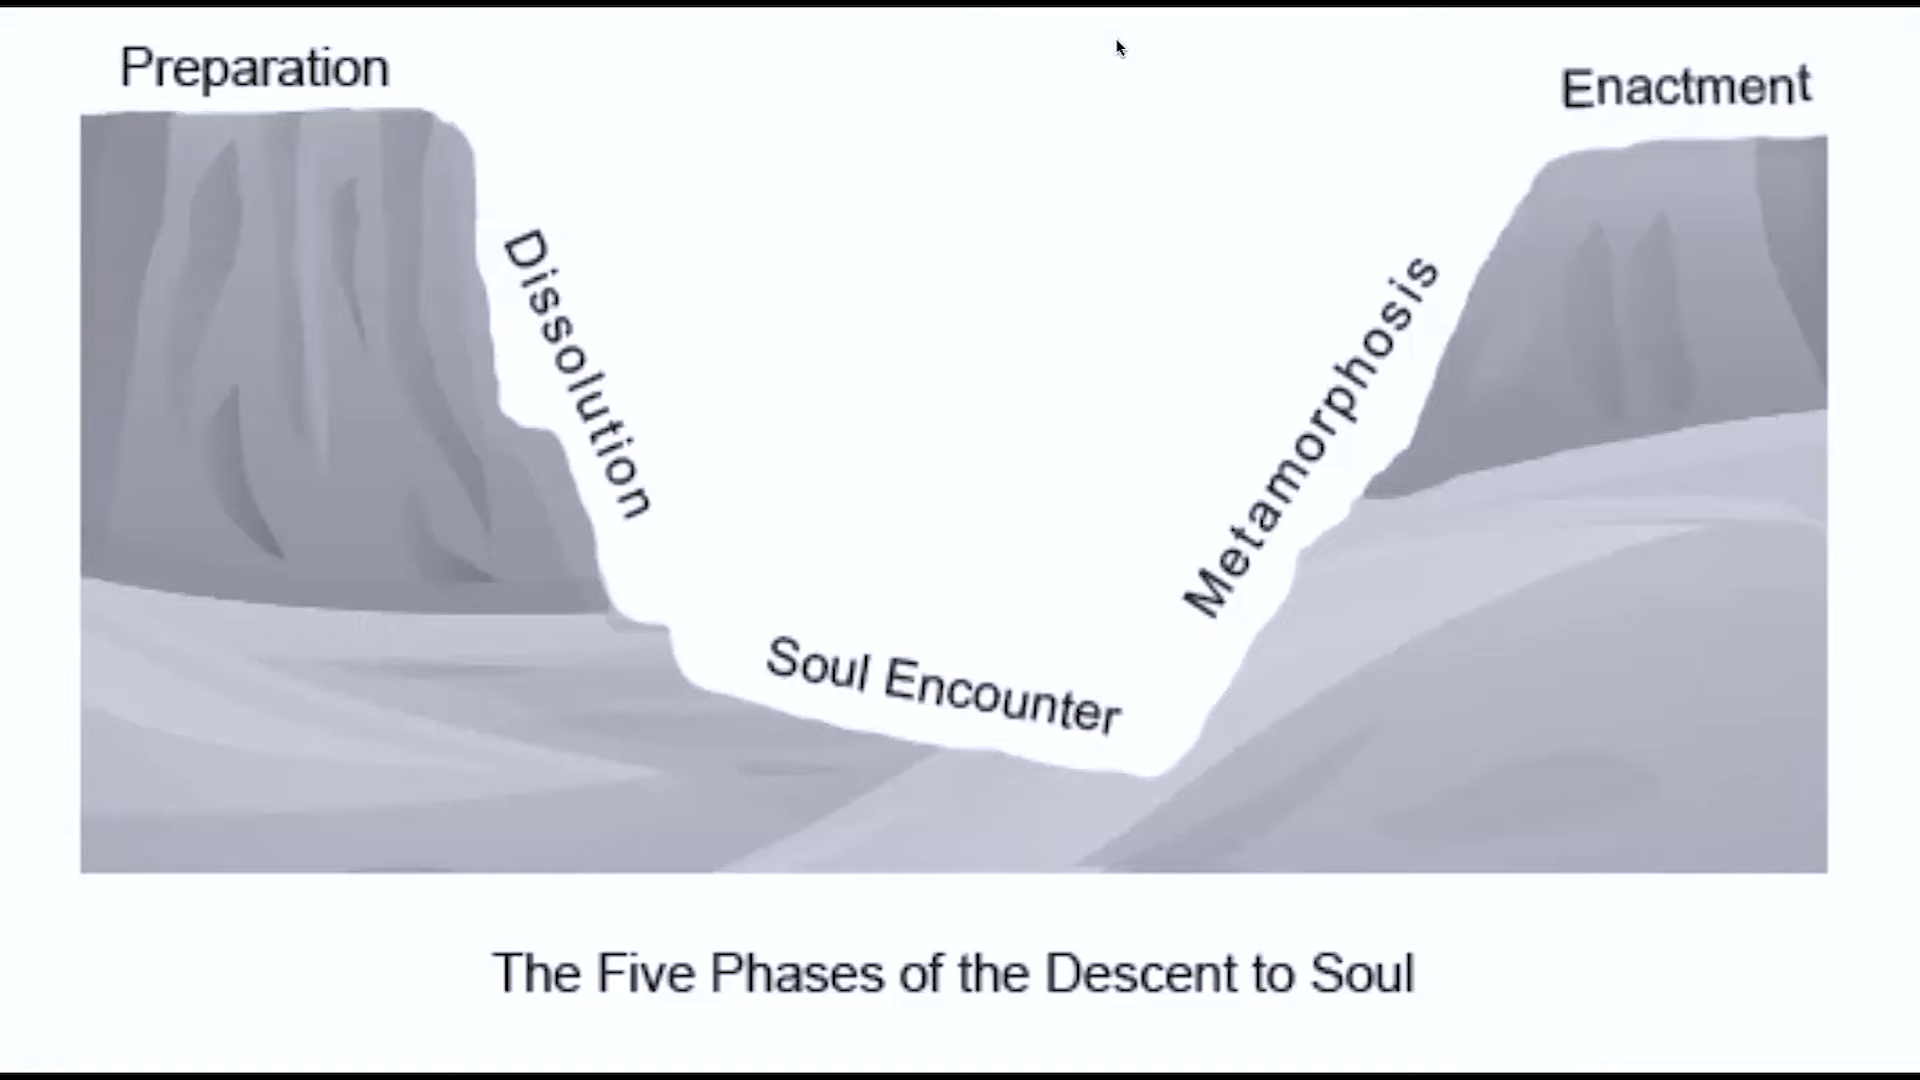 Preparation
Enactment
Dissolution
Metamorphosis
Soul Encounter
The Five Phases of the Descent to Soul